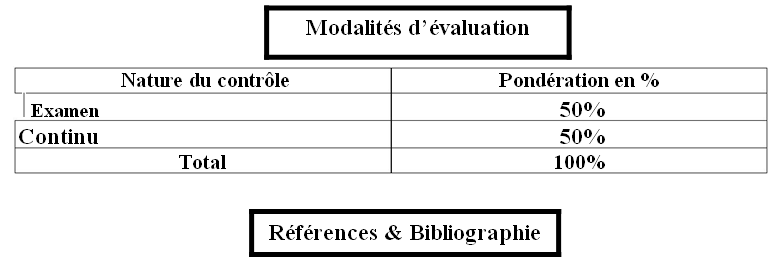 Modalités d’évaluation
Nature du contrôle Pondération en %
Examen 50%
Continu 50%
Total 100%
Références & Bibliographie